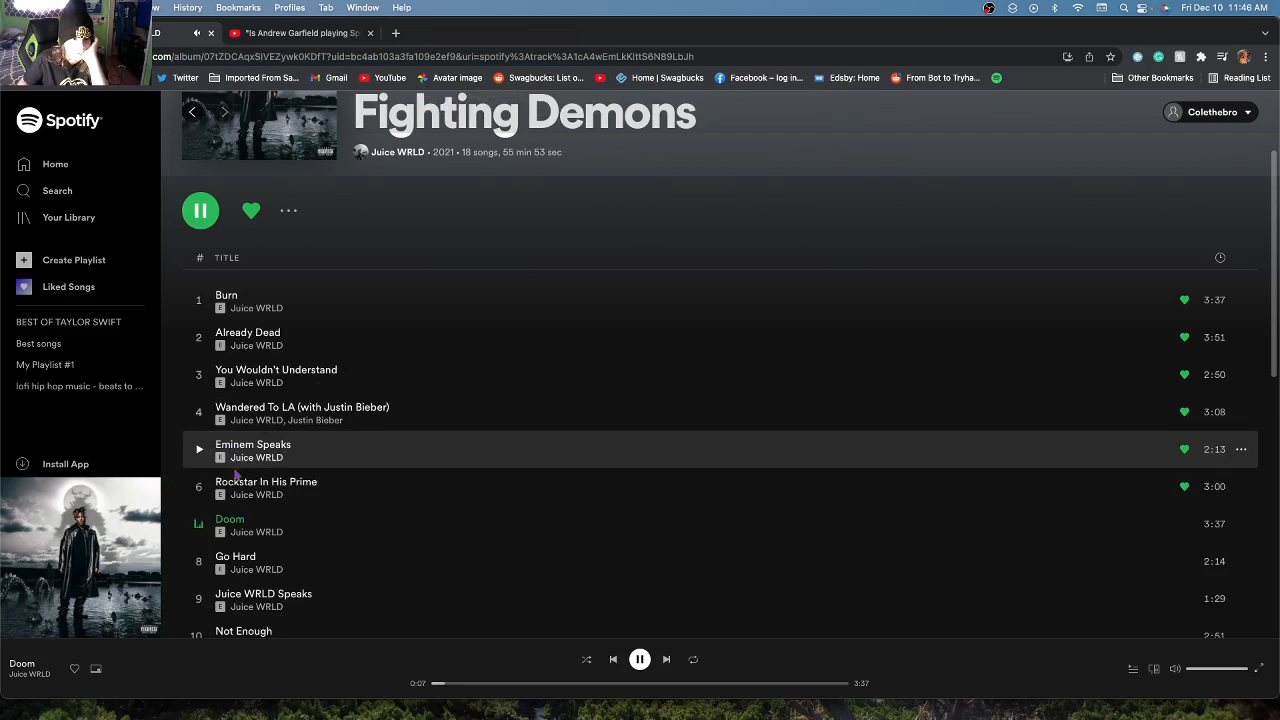 w History Bookmarks Profiles Tab Window Help Fri Dec 10 11:46 AM
LD "Is Andrew Garfield playing Sp
com/album/07tZDCAqxSIVEZywk0KDfT?uid=bc4ab103a3fa109e2ef9&uri=spotify%3Atrack%3A1cA4wEmLkKIttS6N89LbJh
Twitter Imported From Sa... Gmail YouTube Avatar image Swagbucks: List o... Home | Swagbucks Facebook – log in... Edsby: Home From Bot to Tryha... Other Bookmarks Reading List
Spotify
Fighting Demons
Colethebro
Juice WRLD • 2021 • 18 songs, 55 min 53 sec
Home
Search
Your Library
Create Playlist
Liked Songs
BEST OF TAYLOR SWIFT
Best songs
My Playlist #1
lofi hip hop music - beats to ...
Install App
# TITLE
1 Burn 3:37
E Juice WRLD
2 Already Dead 3:51
E Juice WRLD
3 You Wouldn't Understand 2:50
E Juice WRLD
4 Wandered To LA (with Justin Bieber) 3:08
E Juice WRLD, Justin Bieber
Eminem Speaks 2:13
E Juice WRLD
6 Rockstar In His Prime 3:00
E Juice WRLD
Doom 3:37
E Juice WRLD
8 Go Hard 2:14
E Juice WRLD
9 Juice WRLD Speaks 1:29
E Juice WRLD
10 Not Enough 2:51
Doom
Juice WRLD
0:07 3:37